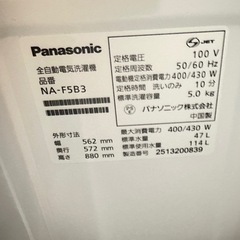 JET
Panasonic
全自動電気洗濯機
品番
NA-F5B3
外形寸法
幅 562 mm
奥行 572 mm
高さ 880 mm
定格電圧 100 V
定格周波数 50/60 Hz
電動機定格消費電力 400/430 W
定格時間 洗いのみ 10 分
標準洗濯容量 5.0 kg
パナソニック株式会社
中国製
最大消費電力 400/430 W
標準水量 47 L
標準使用水量 114 L
製造番号 2513200839